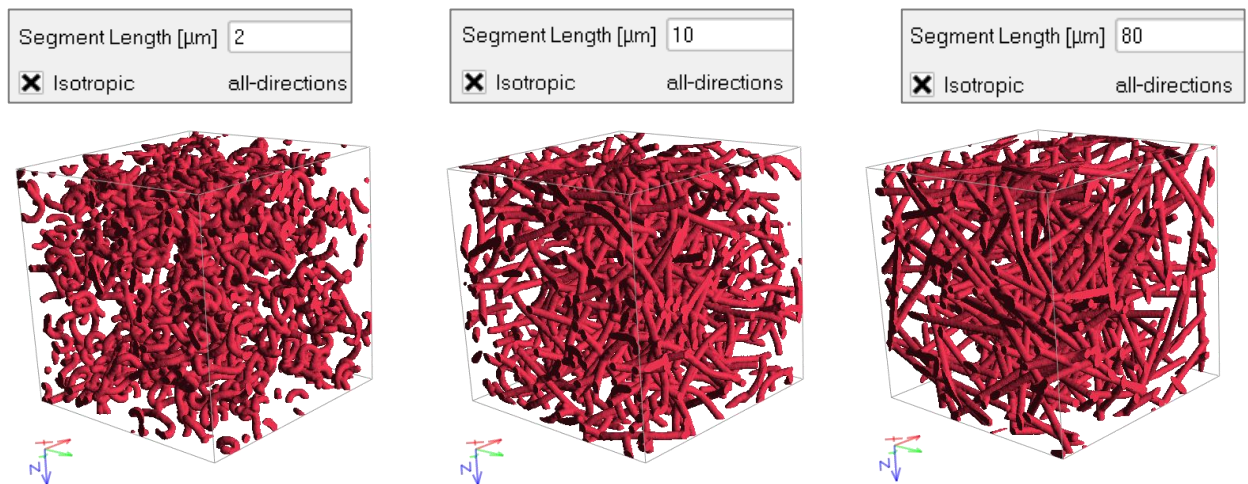 Segment Length [µm] 2
Isotropic all-directions
Segment Length [µm] 10
Isotropic all-directions
Segment Length [µm] 80
Isotropic all-directions
Z
Z
Z